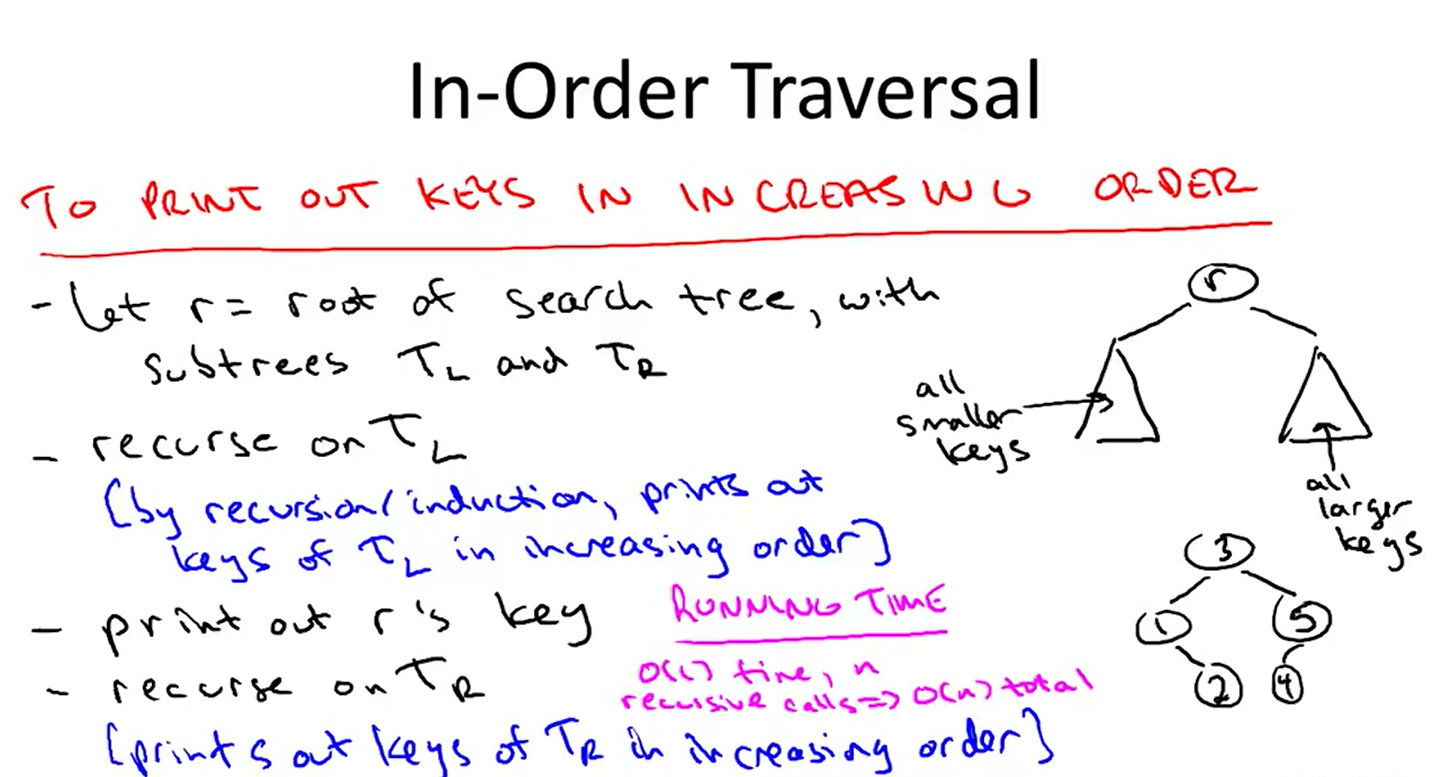 In-Order Traversal
TO PRINT OUT KEYS IN INCREASING ORDER
- let r = root of search tree, with
subtrees T_L and T_R
- recurse on T_L
[by recursion/induction, prints out
keys of T_L in increasing order]
- print out r's key
- recurse on T_R
[prints out keys of T_R in increasing order]
RUNNING TIME
O(1) time, n
recursive calls => O(n) total
r
all
smaller
keys
all
larger
keys
3
1 5
2 4